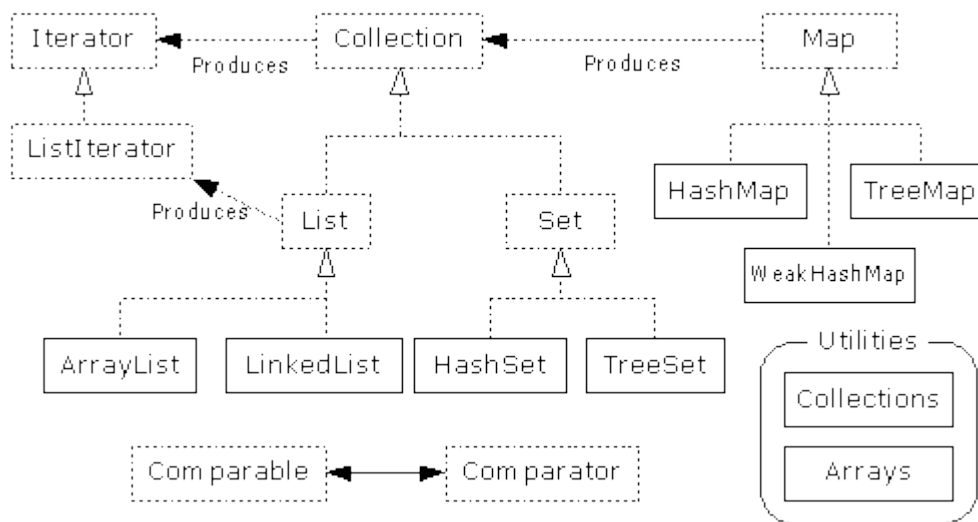 Iterator
Collection
Map
Produces
Produces
ListIterator
HashMap
TreeMap
Produces
List
Set
WeakHashMap
Utilities
ArrayList
LinkedList
HashSet
TreeSet
Collections
Comparable
Comparator
Arrays